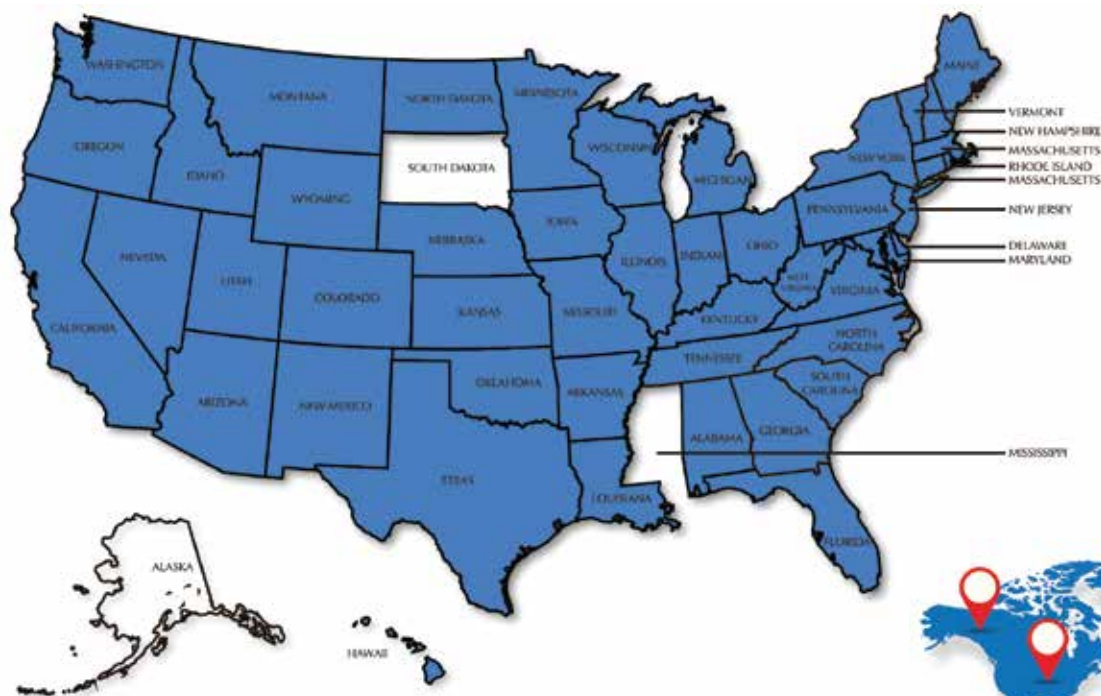 WASHINGTON
MONTANA
NORTH DAKOTA
MINNESOTA
MAINE
VERMONT
NEW HAMPSHIRE
MASSACHUSETTS
RHODE ISLAND
MASSACHUSETTS
NEW JERSEY
DELAWARE
MARYLAND
OREGON
IDAHO
WYOMING
SOUTH DAKOTA
WISCONSIN
MICHIGAN
NEW YORK
PENNSYLVANIA
NEVADA
UTAH
COLORADO
NEBRASKA
IOWA
ILLINOIS
INDIAN
OHIO
WEST
VIRGINIA
VIRGINIA
CALIFORNIA
KANSAS
MISSOURI
KENTUCKY
NORTH
CAROLINA
TENNESSEE
SOUTH
CAROLINA
ARIZONA
NEW MEXICO
OKLAHOMA
ARKANSAS
ALABAMA
GEORGIA
MISSISSIPPI
TEXAS
LOUISIANA
FLORIDA
ALASKA
HAWAII